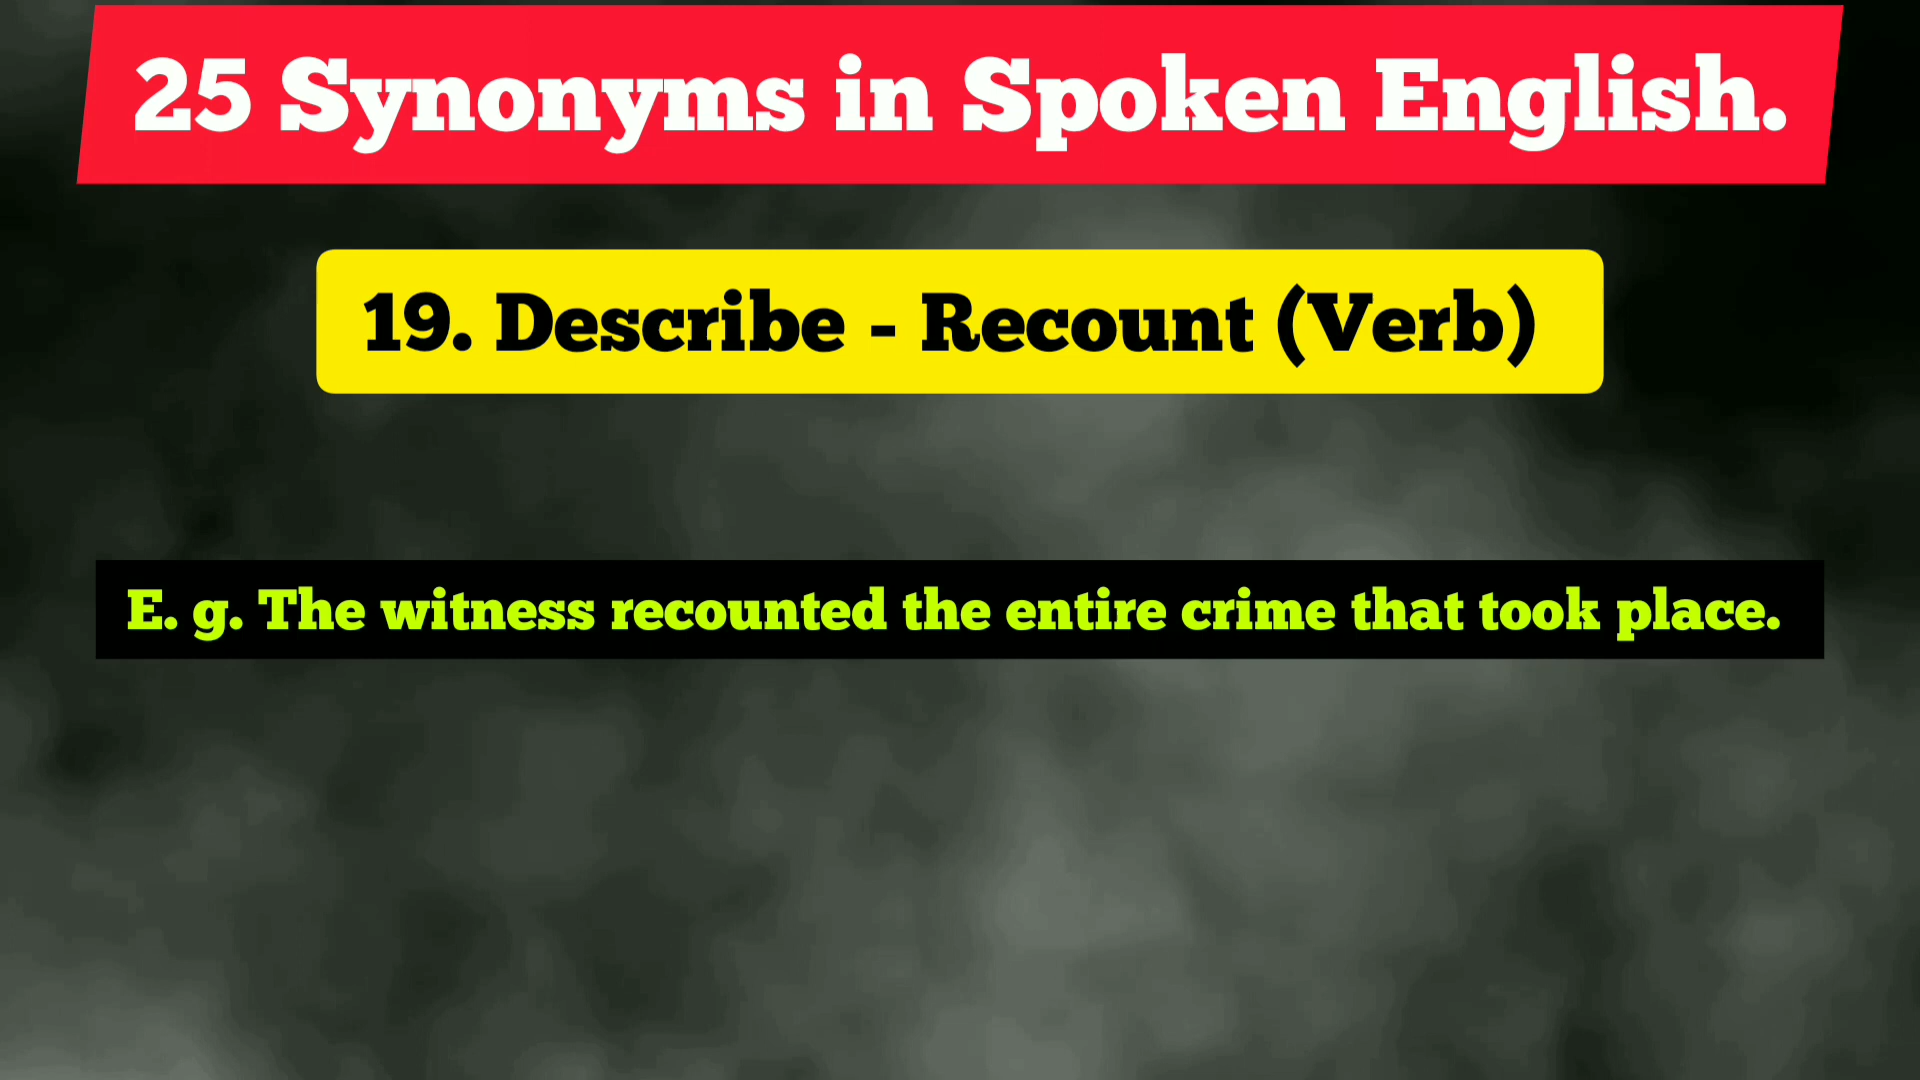 25 Synonyms in Spoken English.
19. Describe - Recount (Verb)
E. g. The witness recounted the entire crime that took place.